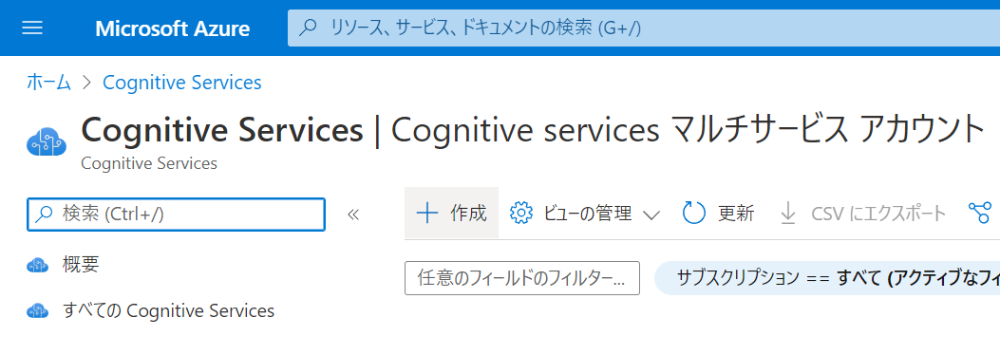 Microsoft Azure
リソース、サービス、ドキュメントの検索 (G+/)
ホーム > Cognitive Services
Cognitive Services | Cognitive services マルチサービス アカウント
Cognitive Services
検索 (Ctrl+/)
«
作成
ビューの管理
更新
CSV にエクスポート
概要
任意のフィールドのフィルター...
サブスクリプション == すべて (アクティブなフィ
すべての Cognitive Services